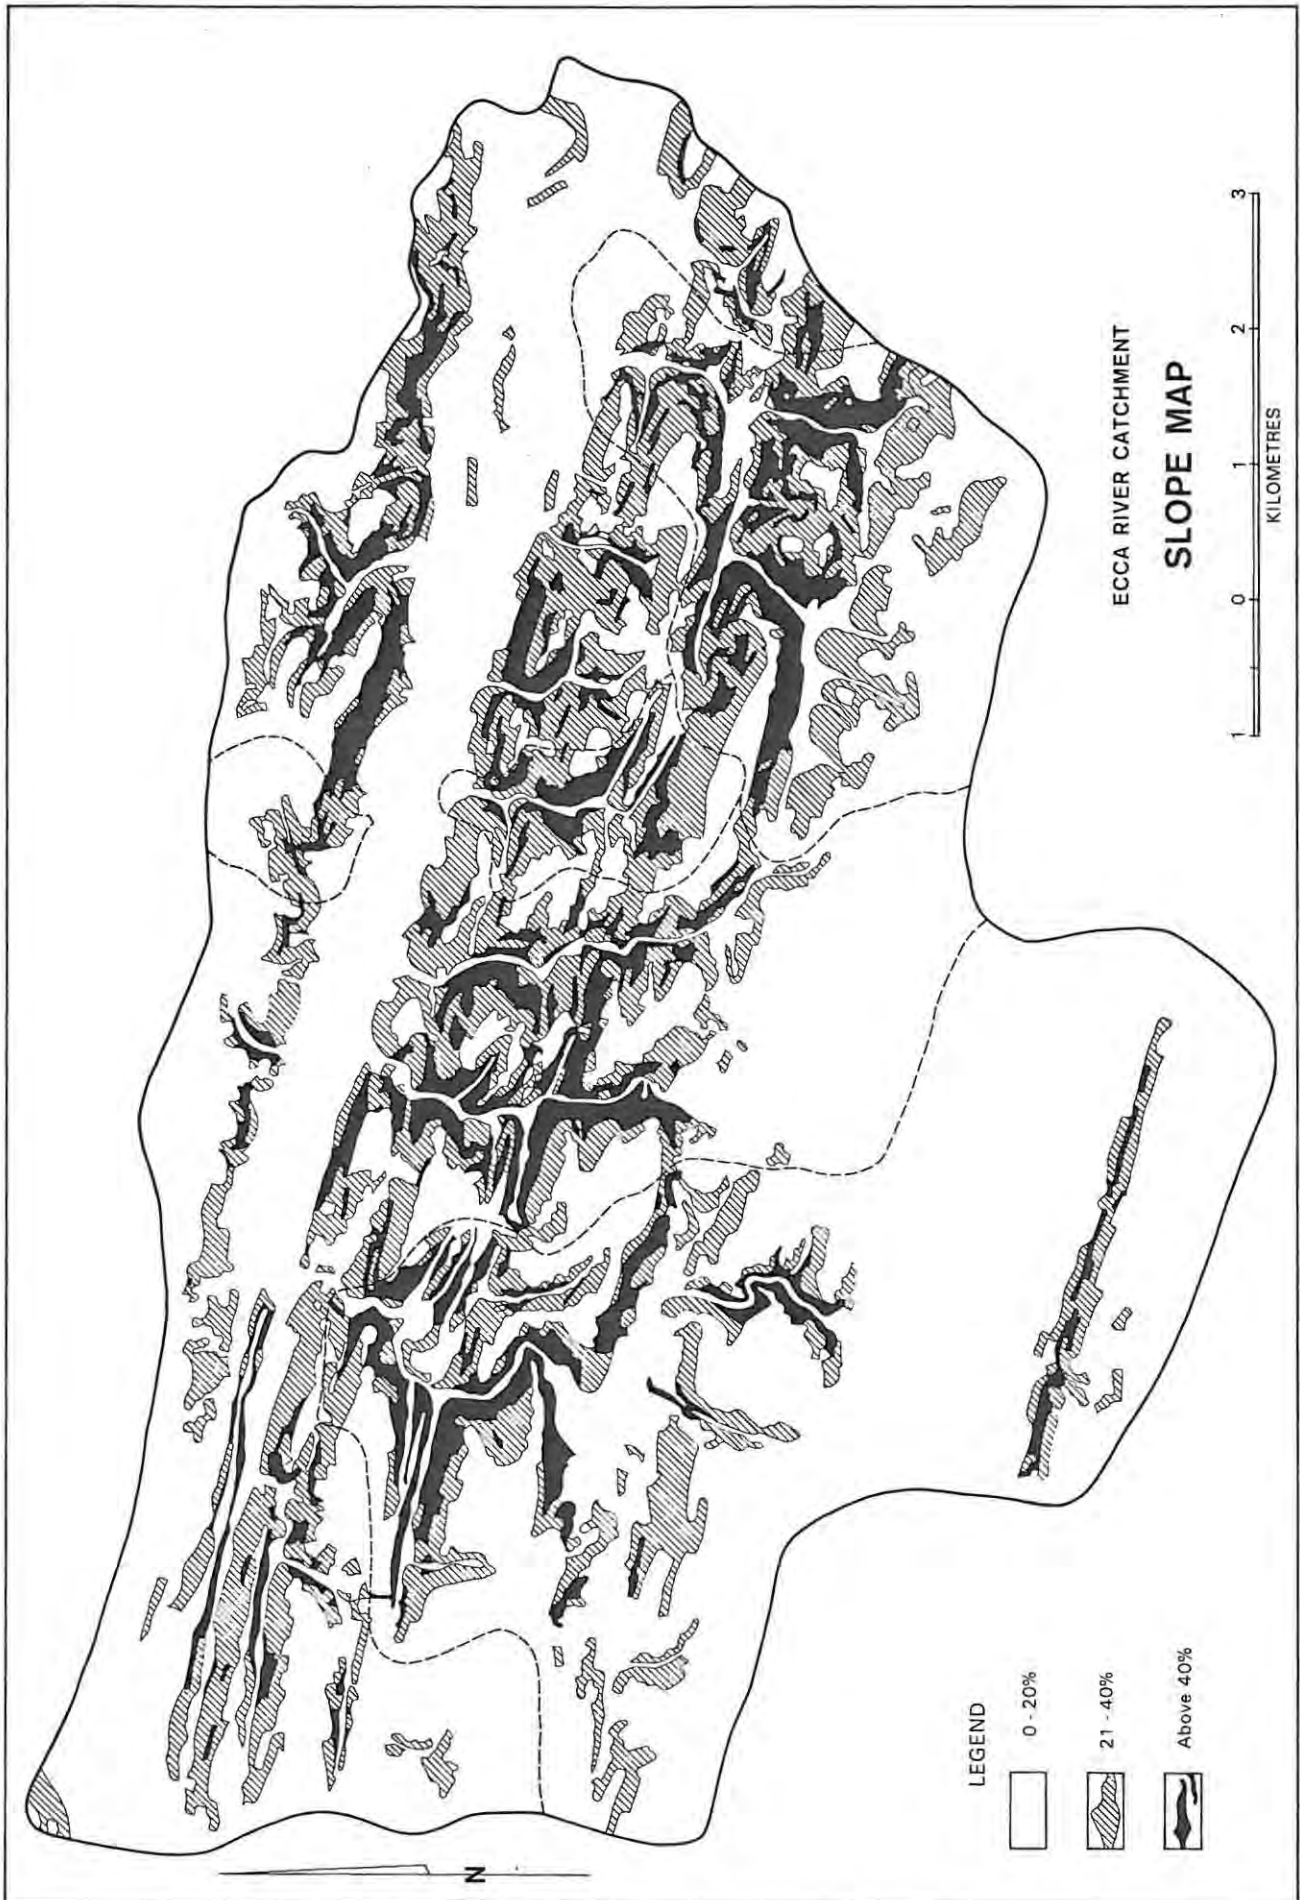 ECCA RIVER CATCHMENT
SLOPE MAP
1 0 1 2 3
KILOMETRES
LEGEND
0 - 20%
21 - 40%
Above 40%
N